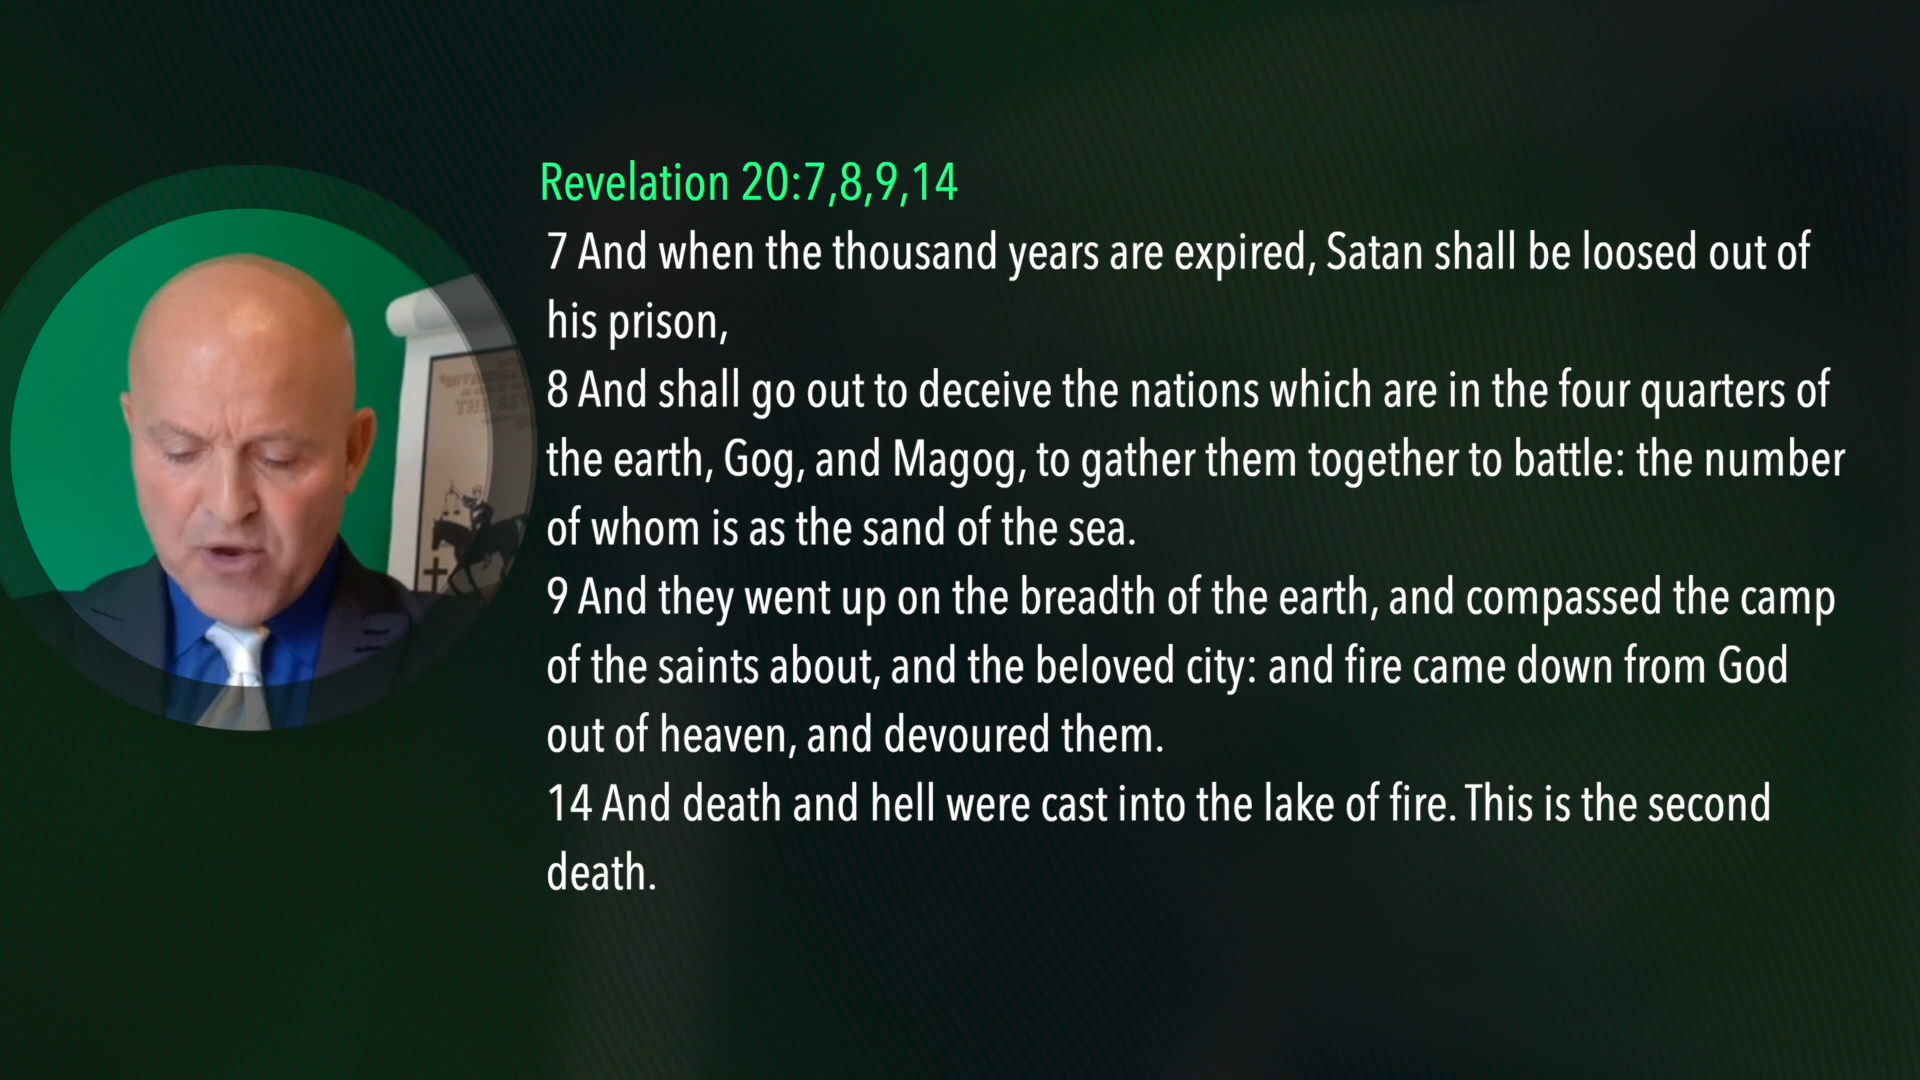 Revelation 20:7,8,9,14
7 And when the thousand years are expired, Satan shall be loosed out of
his prison,
8 And shall go out to deceive the nations which are in the four quarters of
the earth, Gog, and Magog, to gather them together to battle: the number
of whom is as the sand of the sea.
9 And they went up on the breadth of the earth, and compassed the camp
of the saints about, and the beloved city: and fire came down from God
out of heaven, and devoured them.
14 And death and hell were cast into the lake of fire. This is the second
death.